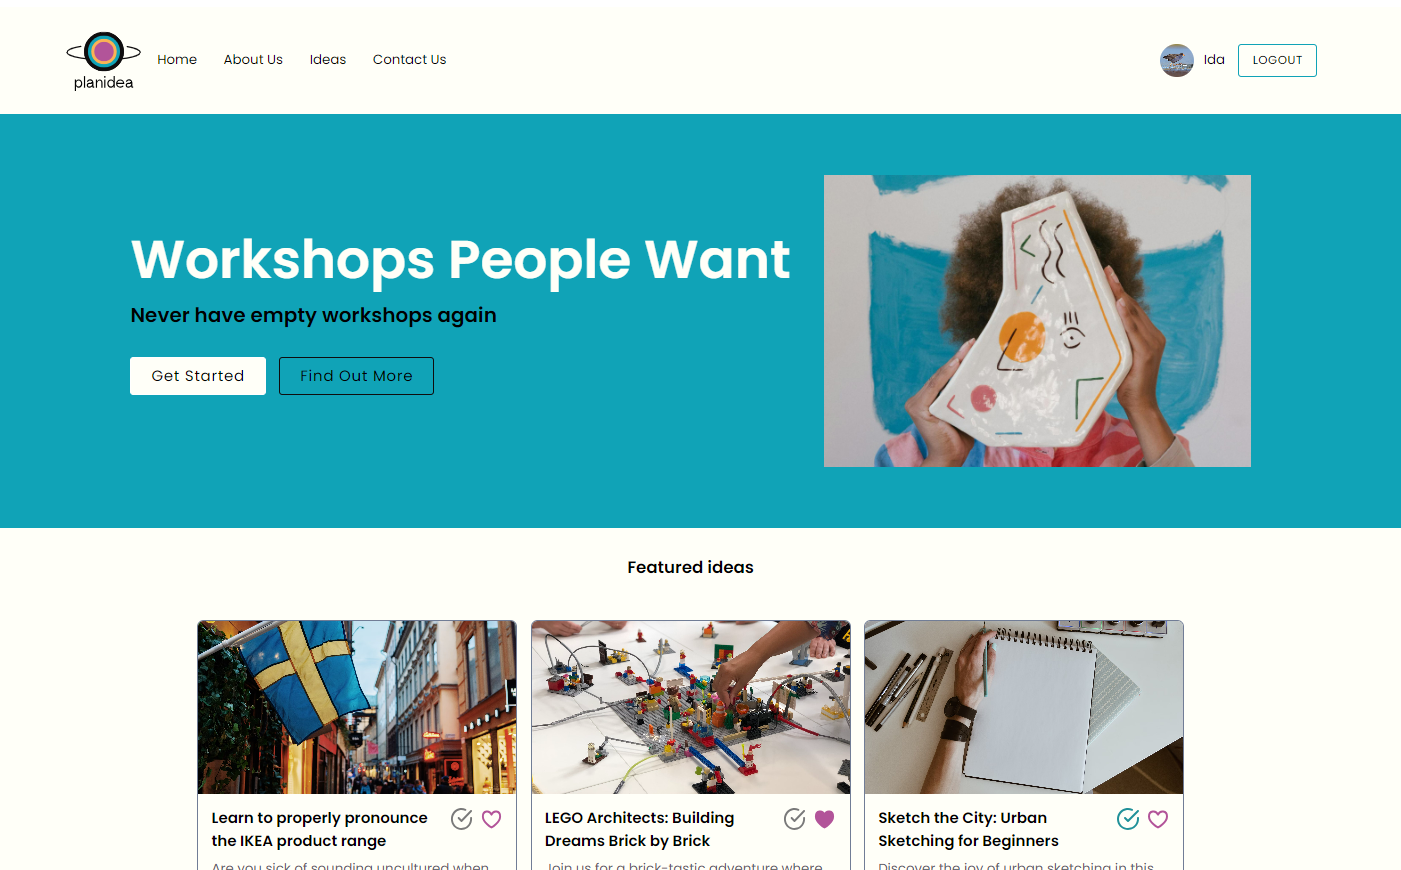 planidea
Home About Us Ideas Contact Us
Ida LOGOUT
Workshops People Want
Never have empty workshops again
Get Started Find Out More
Featured ideas
Learn to properly pronounce
the IKEA product range
Are you sick of sounding uncultured when
LEGO Architects: Building
Dreams Brick by Brick
Join us for a brick-tastic adventure where
Sketch the City: Urban
Sketching for Beginners
Discover the joy of urban sketching in this